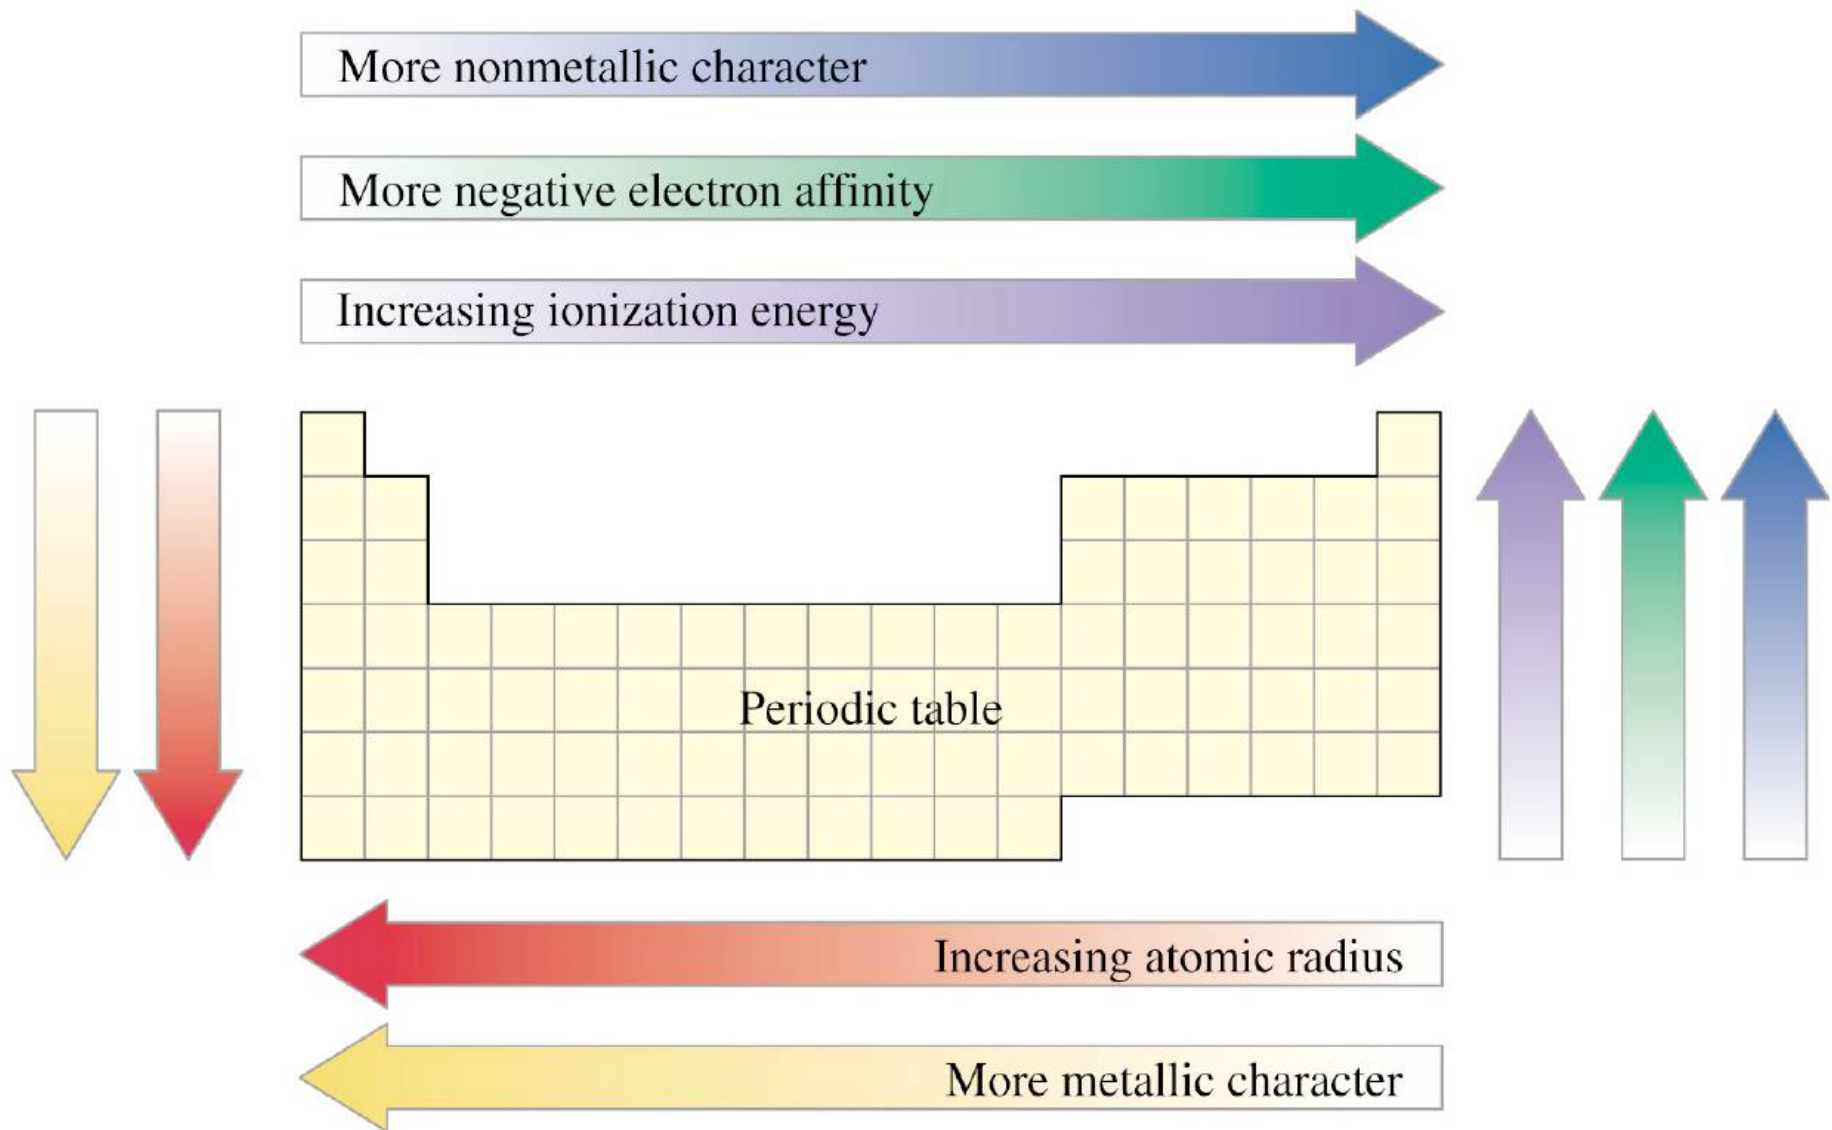 More nonmetallic character
More negative electron affinity
Increasing ionization energy
Periodic table
Increasing atomic radius
More metallic character